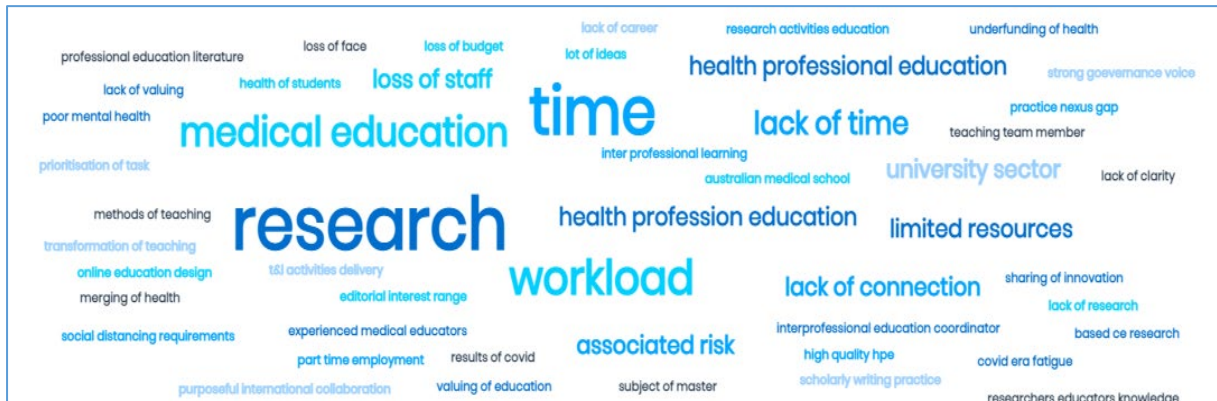 lack of career
research activities education
underfunding of health
loss of face
loss of budget
professional education literature
lot of ideas
health professional education
strong goevernance voice
health of students
loss of staff
lack of valuing
time
practice nexus gap
poor mental health
medical education
lack of time
teaching team member
inter professional learning
prioritisation of task
university sector
australian medical school
lack of clarity
methods of teaching
research
health profession education
limited resources
transformation of teaching
online education design
t&l activities delivery
workload
sharing of innovation
merging of health
editorial interest range
lack of connection
lack of research
social distancing requirements
experienced medical educators
interprofessional education coordinator
based ce research
associated risk
part time employment
results of covid
high quality hpe
covid era fatigue
purposeful international collaboration
valuing of education
subject of master
scholarly writing practice
researchers educators knowledge